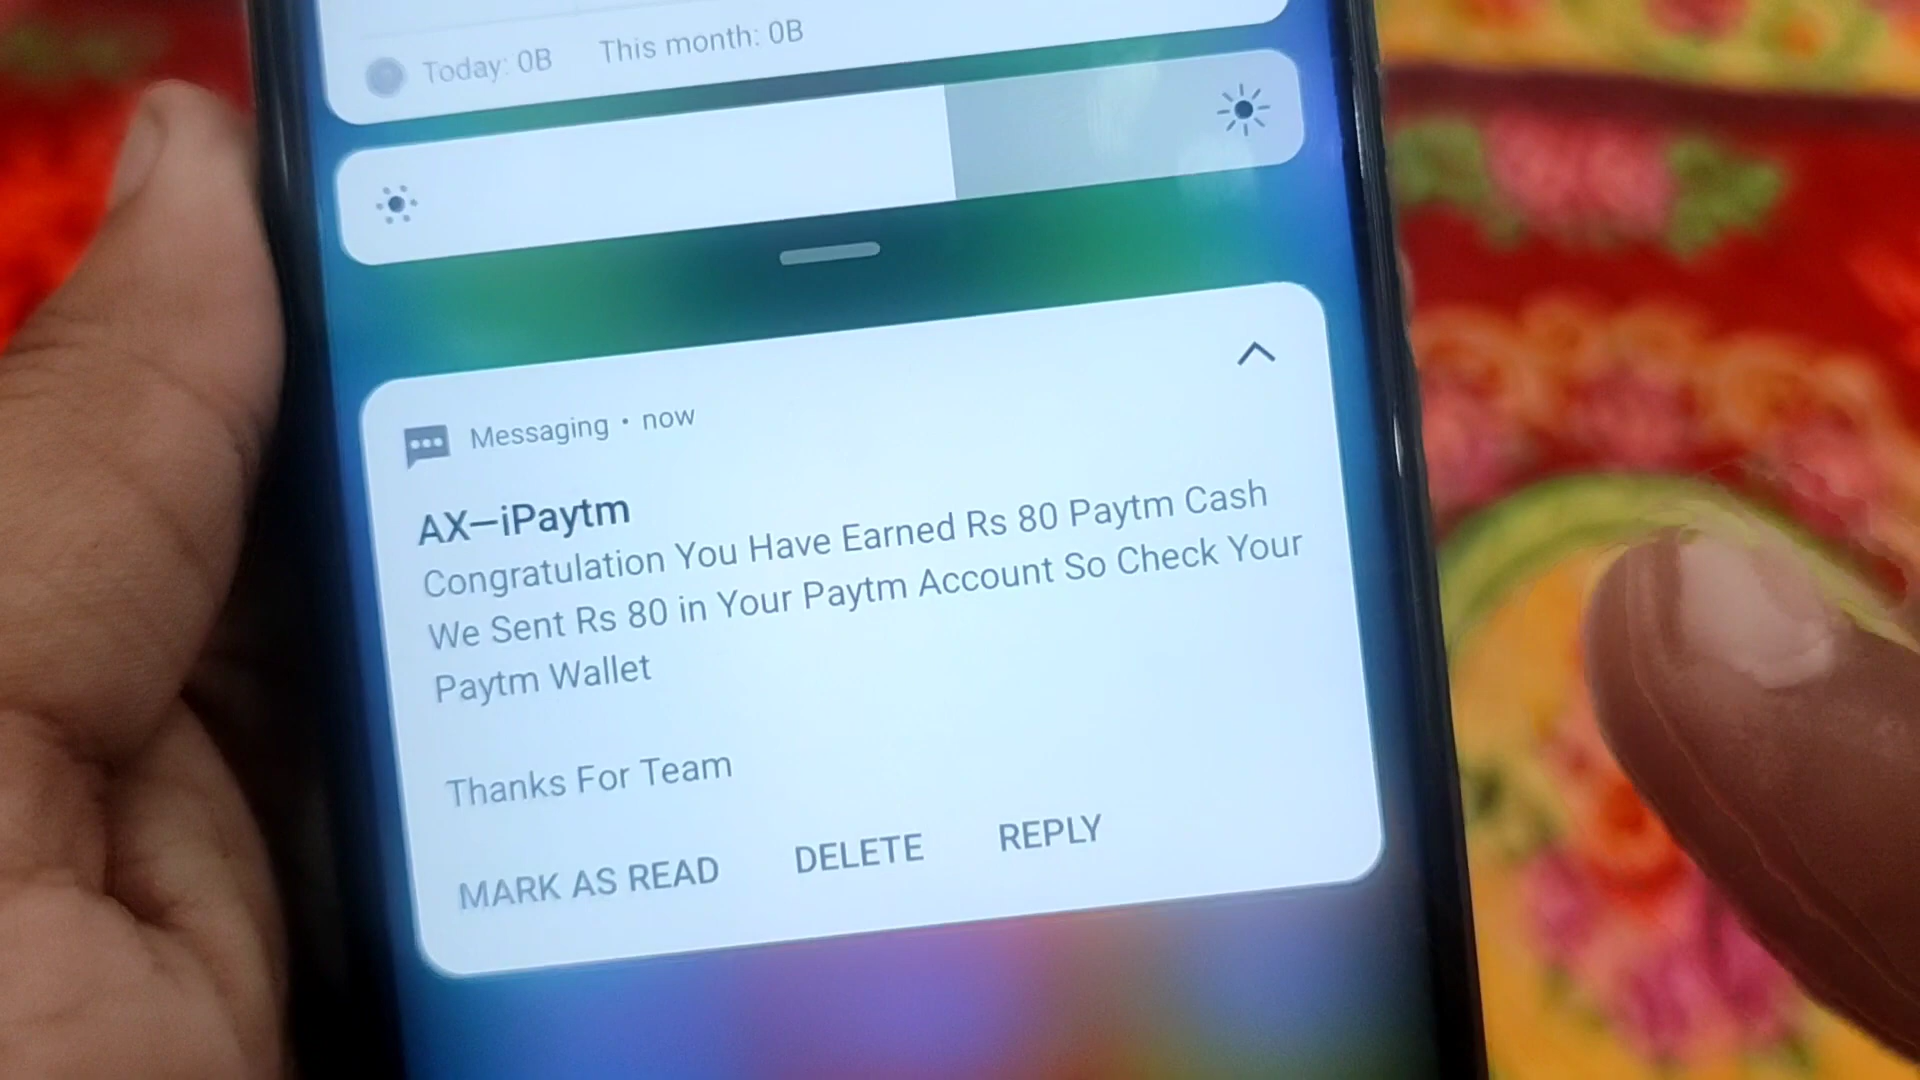 Today: 0B This month: 0B
Messaging • now
AX–iPaytm
Congratulation You Have Earned Rs 80 Paytm Cash
We Sent Rs 80 in Your Paytm Account So Check Your
Paytm Wallet
Thanks For Team
MARK AS READ DELETE REPLY